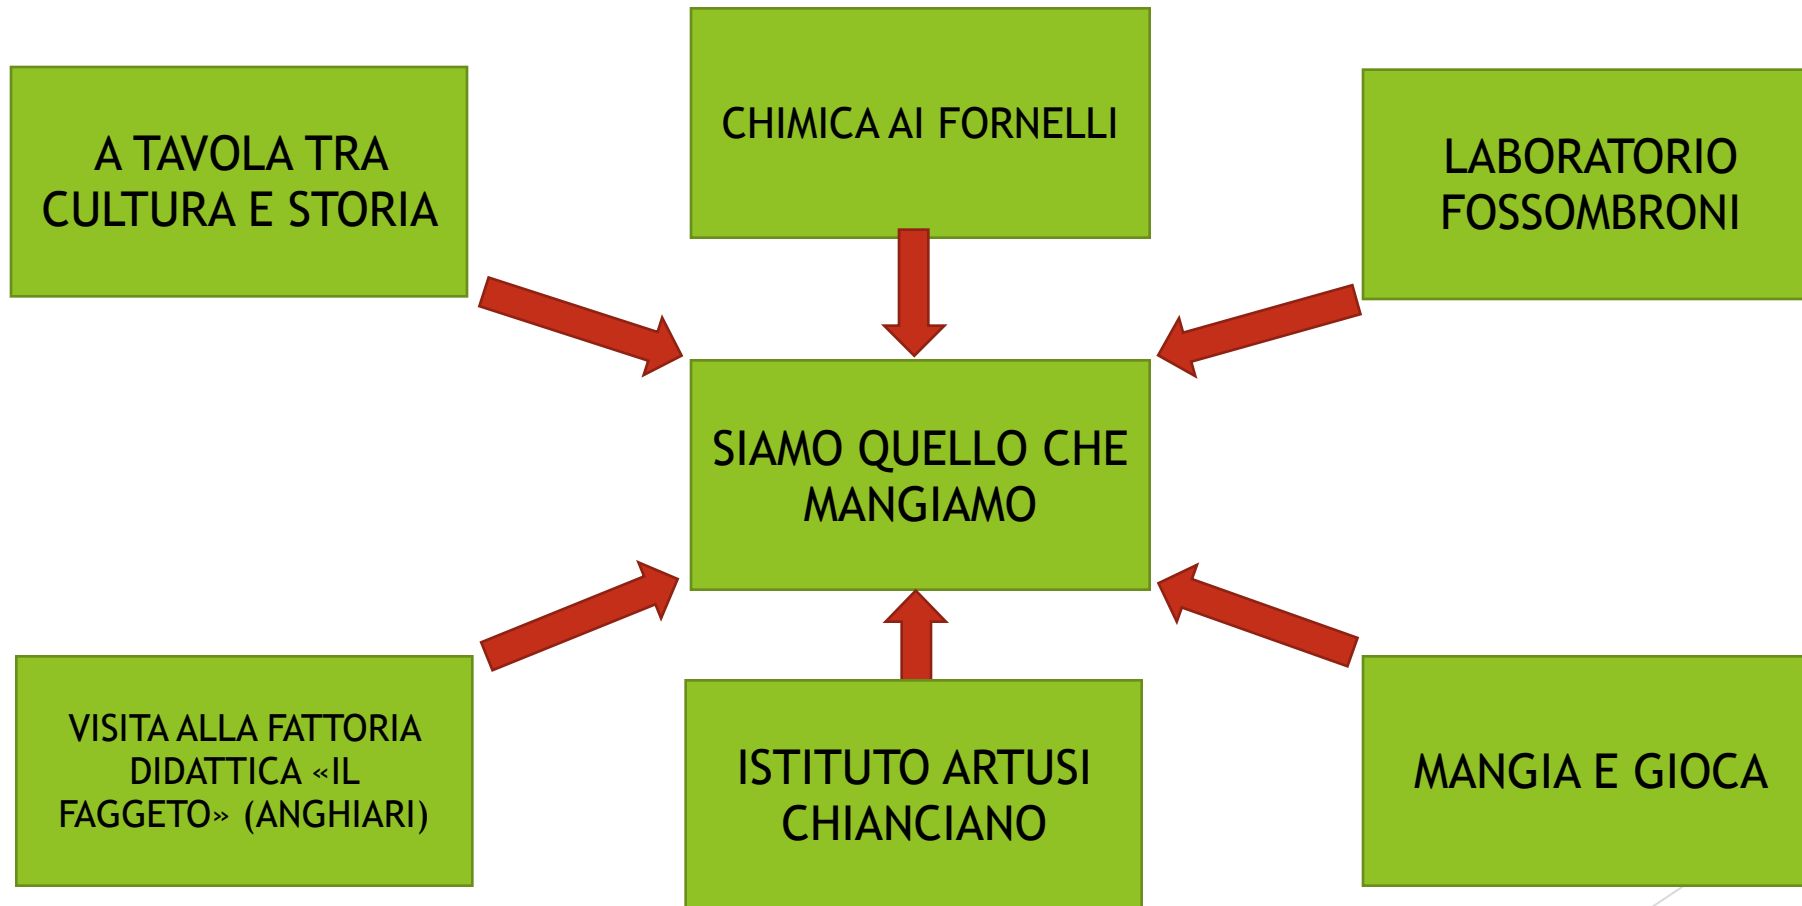 A TAVOLA TRA
CULTURA E STORIA
CHIMICA AI FORNELLI
LABORATORIO
FOSSOMBRONI
SIAMO QUELLO CHE
MANGIAMO
VISITA ALLA FATTORIA
DIDATTICA «IL
FAGGETO» (ANGHIARI)
ISTITUTO ARTUSI
CHIANCIANO
MANGIA E GIOCA